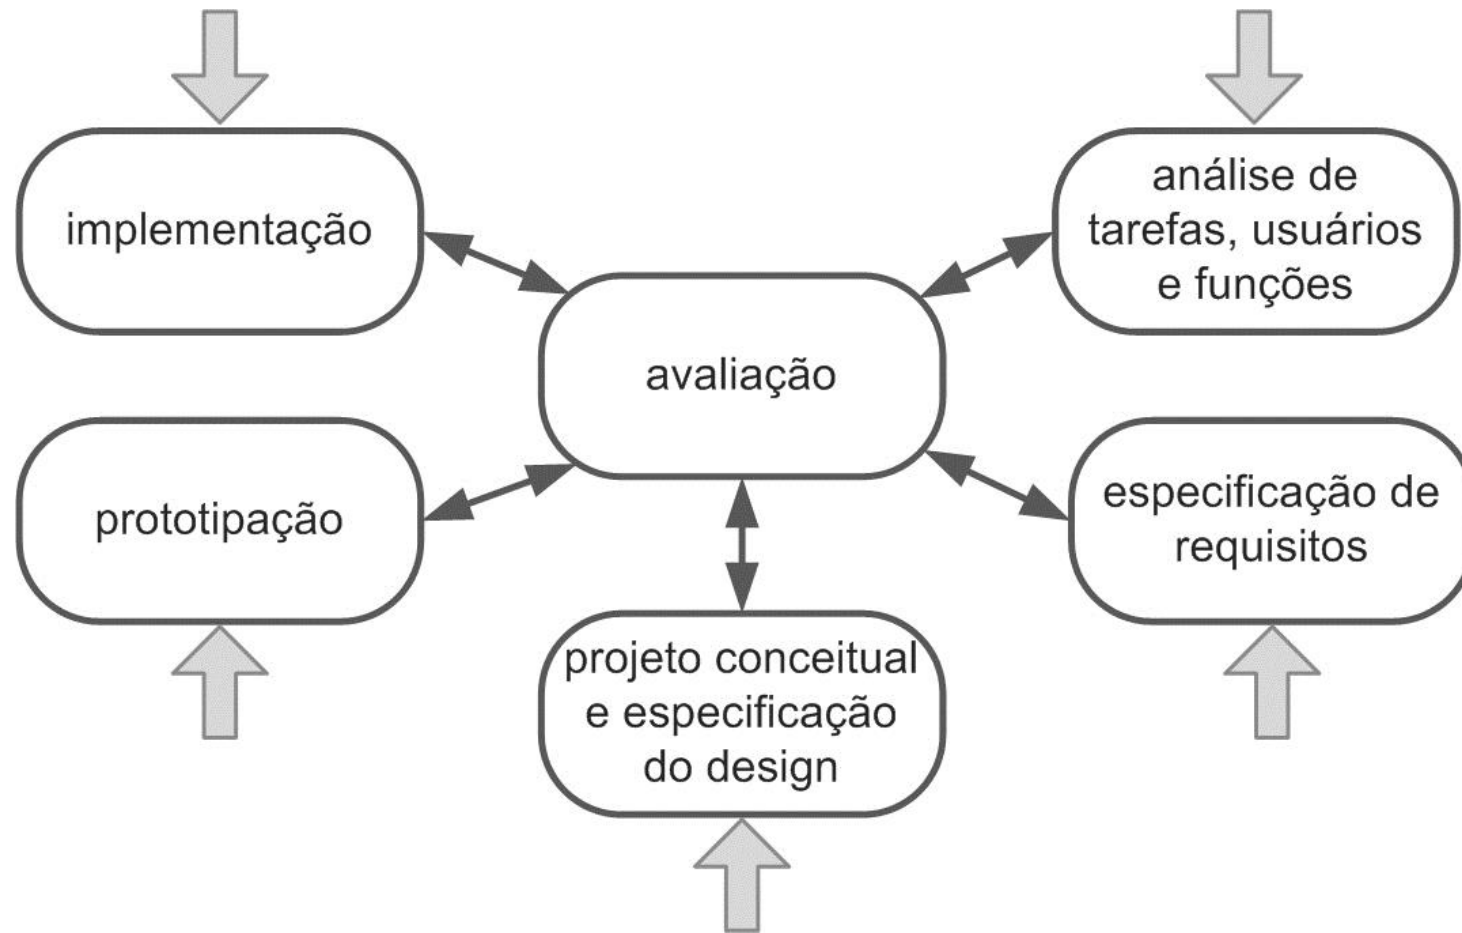 implementação
análise de
tarefas, usuários
e funções
avaliação
prototipação
especificação de
requisitos
projeto conceitual
e especificação
do design